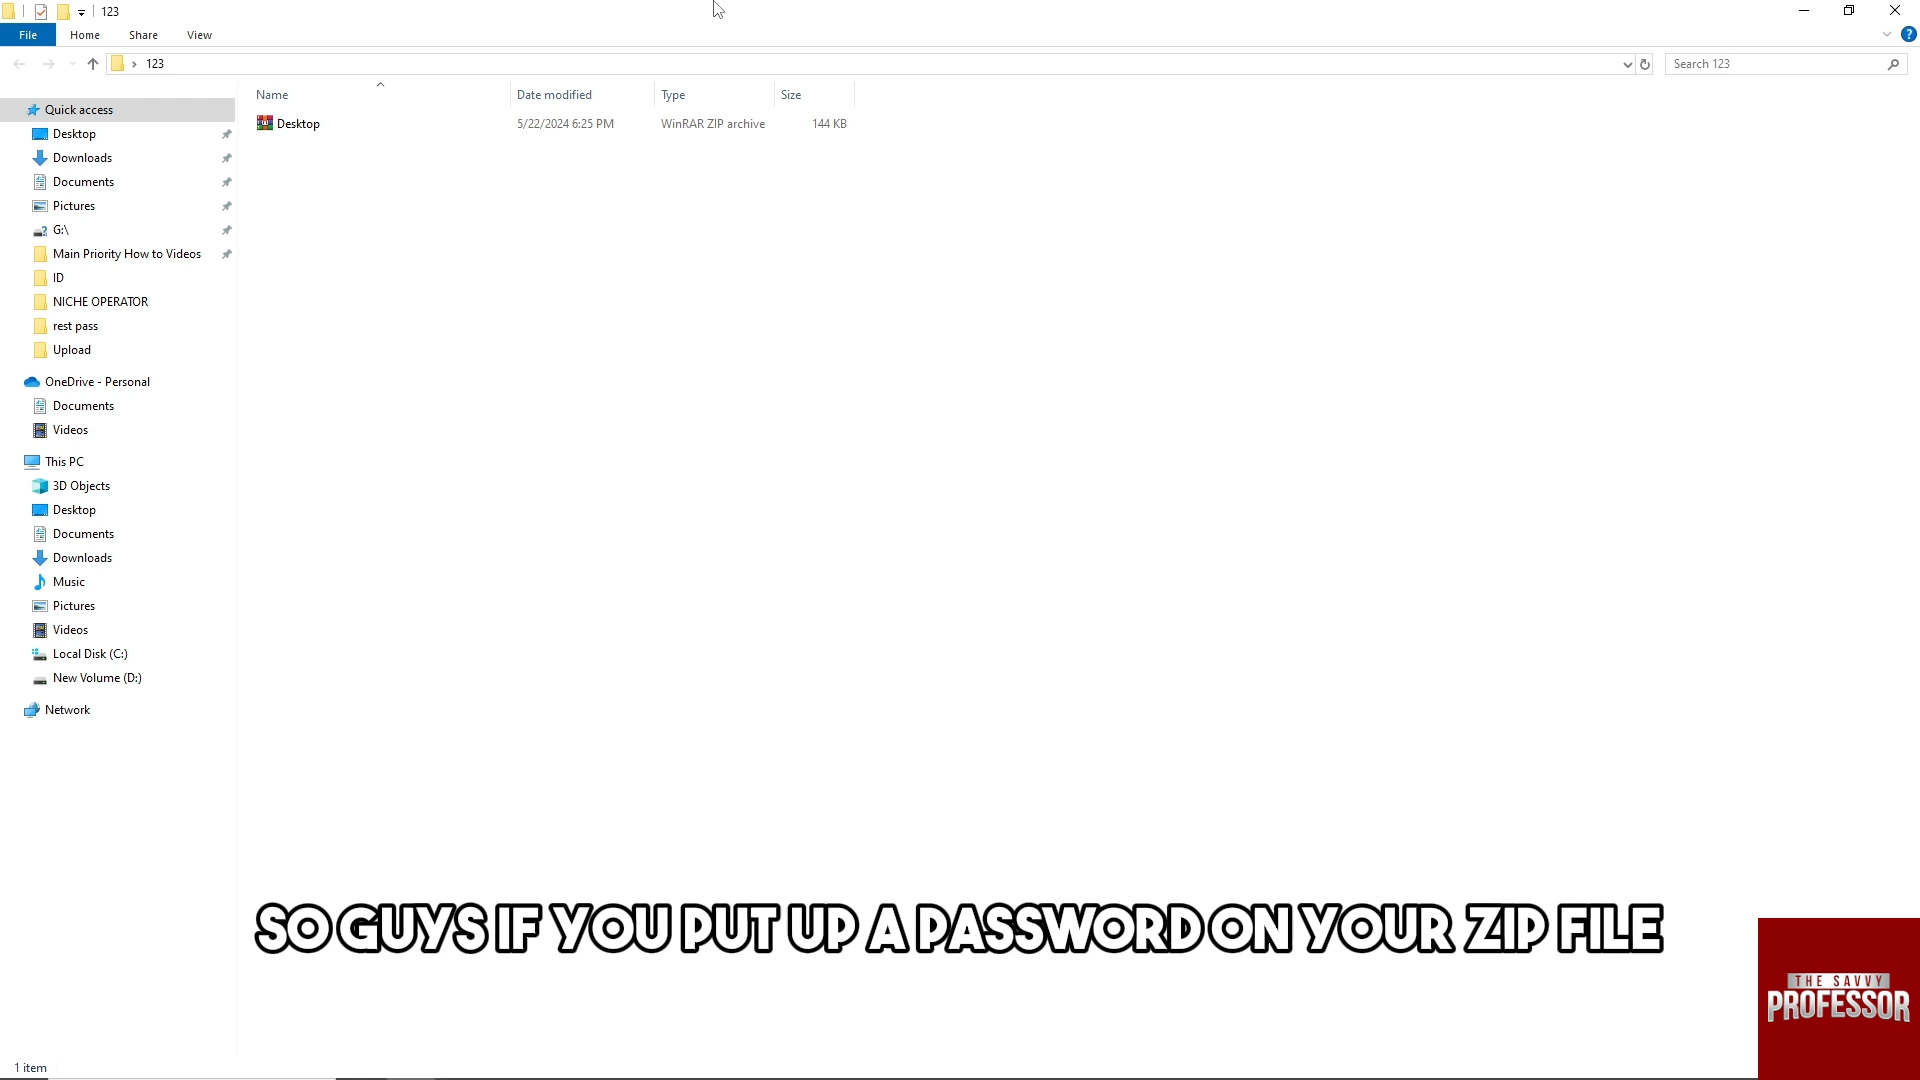 123
File Home Share View
123
Search 123
Name Date modified Type Size
Desktop 5/22/2024 6:25 PM WinRAR ZIP archive 144 KB
Quick access
Desktop
Downloads
Documents
Pictures
G:\
Main Priority How to Videos
ID
NICHE OPERATOR
rest pass
Upload
OneDrive - Personal
Documents
Videos
This PC
3D Objects
Desktop
Documents
Downloads
Music
Pictures
Videos
Local Disk (C:)
New Volume (D:)
Network
SO GUYS IF YOU PUT UP A PASSWORD ON YOUR ZIP FILE
THE SAVVY
PROFESSOR
1 item